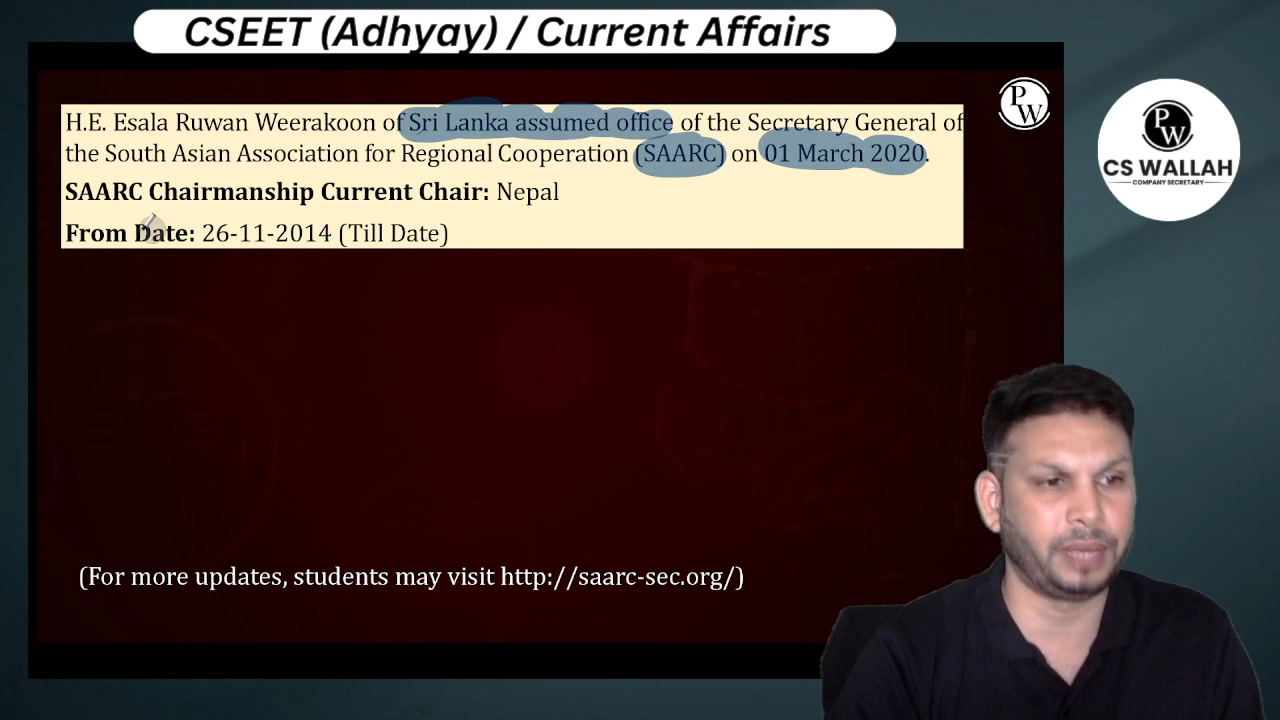 CSEET (Adhyay) / Current Affairs
H.E. Esala Ruwan Weerakoon of Sri Lanka assumed office of the Secretary General of
the South Asian Association for Regional Cooperation (SAARC) on 01 March 2020.
SAARC Chairmanship Current Chair: Nepal
From Date: 26-11-2014 (Till Date)
(For more updates, students may visit http://saarc-sec.org/)
PW
PW
CS WALLAH
COMPANY SECRETARY